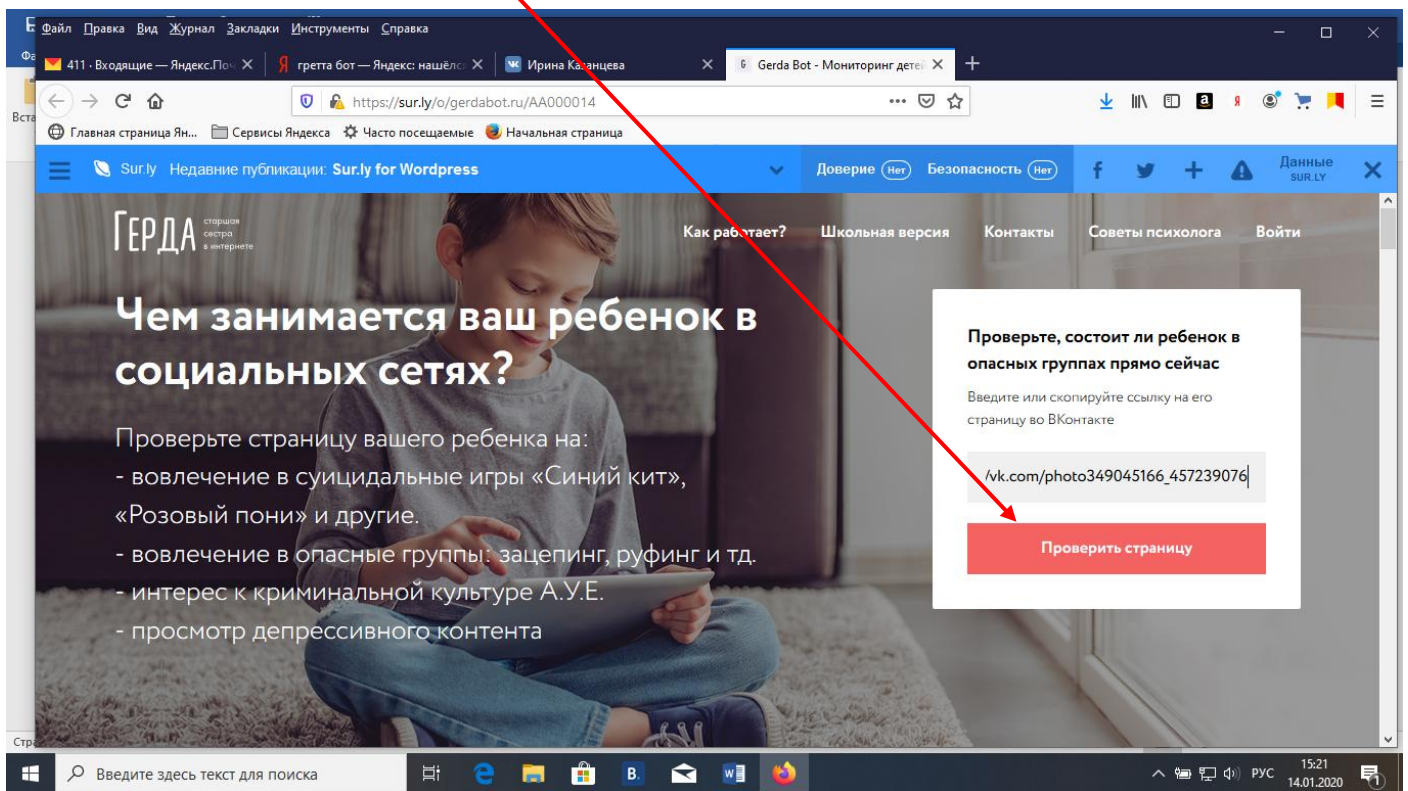 Файл Правка Вид Журнал Закладки Инструменты Справка
411 · Входящие — Яндекс.Поч
гретта бот — Яндекс: нашёлс
Ирина Казанцева
Gerda Bot - Мониторинг детей
https://sur.ly/o/gerdabot.ru/AA000014
Главная страница Ян... Сервисы Яндекса Часто посещаемые Начальная страница
Sur.ly Недавние публикации: Sur.ly for Wordpress
Доверие (Нет) Безопасность (Нет)
Данные
SUR.LY
ГЕРДА
старшая
сестра
в интернете
Как работает? Школьная версия Контакты Советы психолога Войти
Чем занимается ваш ребенок в
социальных сетях?
Проверьте страницу вашего ребенка на:
- вовлечение в суицидальные игры «Синий кит»,
«Розовый пони» и другие.
- вовлечение в опасные группы: зацепинг, руфинг и тд.
- интерес к криминальной культуре А.У.Е.
- просмотр депрессивного контента
Проверьте, состоит ли ребенок в
опасных группах прямо сейчас
Введите или скопируйте ссылку на его
страницу во ВКонтакте
/vk.com/photo349045166_457239076
Проверить страницу
Введите здесь текст для поиска
РУС
15:21
14.01.2020